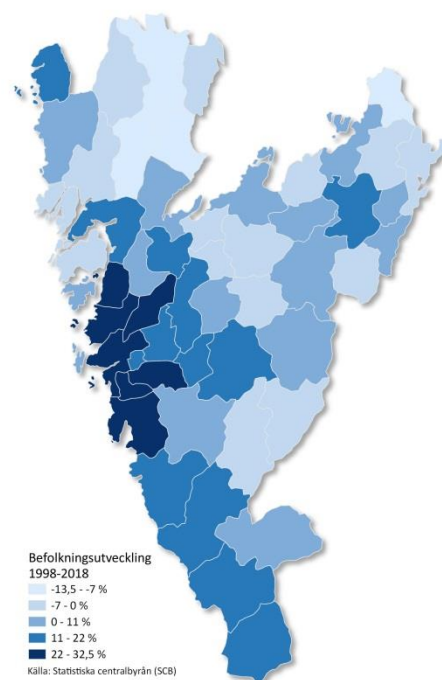 Befolkningsutveckling
1998-2018
-13,5 - -7 %
-7 - 0 %
0 - 11 %
11 - 22 %
22 - 32,5 %
Källa: Statistiska centralbyrån (SCB)